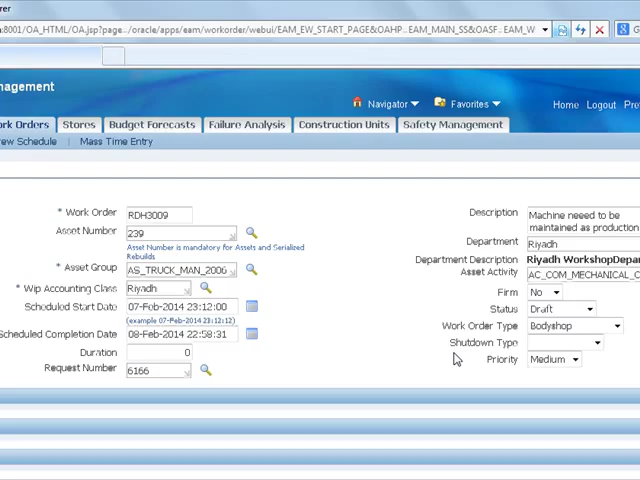 rer
:8001/OA_HTML/OA.jsp?page.../oracle/apps/eam/workorder/webui/EAM_EW_START_PAGE&OAHP...EAM_MAIN_SS&OASF...EAM_W
G
nagement
Navigator
Favorites
Home Logout Pre
ork Orders Stores Budget Forecasts Failure Analysis Construction Units Safety Management
rew Schedule | Mass Time Entry
* Work Order RDH3009
Asset Number 239
Asset Number is mandatory for Assets and Serialized
Rebuilds
* Asset Group AS_TRUCK_MAN_2006
* Wip Accounting Class Riyadh
Scheduled Start Date 07-Feb-2014 23:12:00
(example 07-Feb-2014 23:12:12)
Scheduled Completion Date 08-Feb-2014 22:58:31
Duration 0
Request Number 6166
Description Machine neeed to be
maintained as production
Department Riyadh
Department Description Riyadh WorkshopDepar
Asset Activity AC_COM_MECHANICAL_C
Firm No
Status Draft
Work Order Type Bodyshop
Shutdown Type
Priority Medium